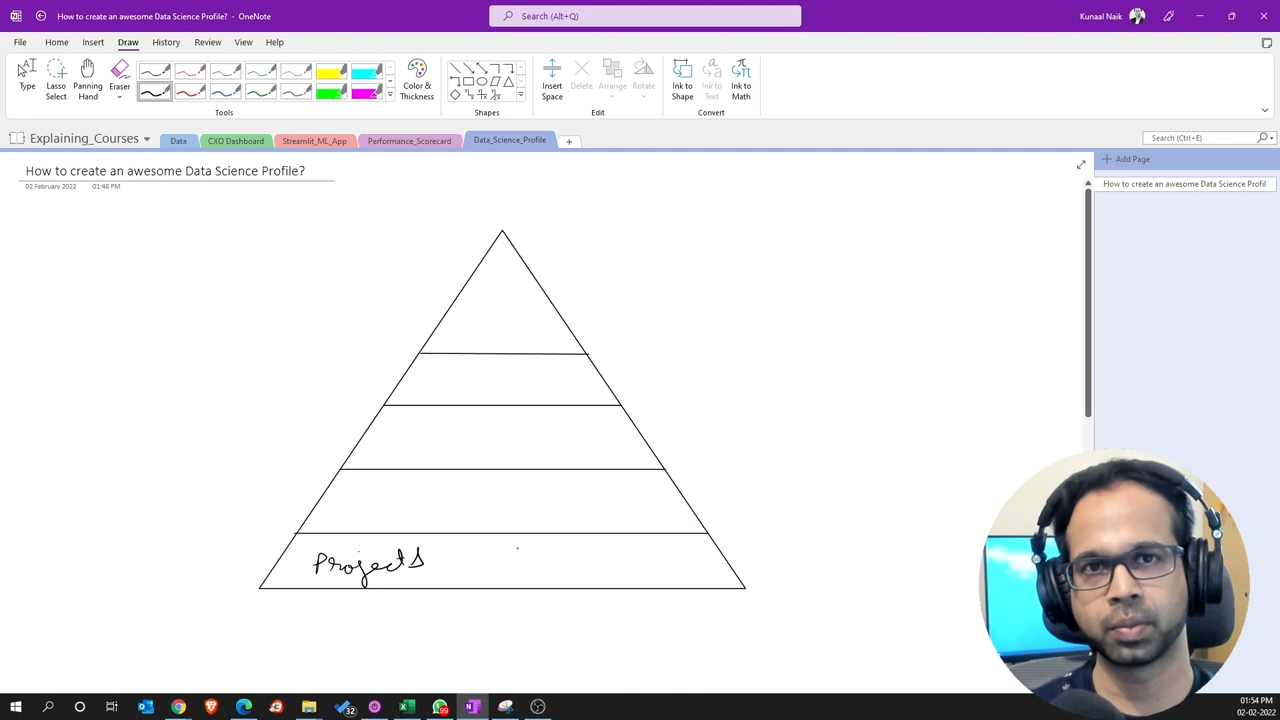 How to create an awesome Data Science Profile? - OneNote
Search (Alt+Q)
Kunaal Naik
File Home Insert Draw History Review View Help
Type
Lasso Select
Panning Hand
Eraser
Color & Thickness
Insert Space
Delete
Arrange
Rotate
Ink to Shape
Ink to Text
Ink to Math
Tools
Shapes
Edit
Convert
Explaining_Courses
Data
CXO Dashboard
Streamlit_ML_App
Performance_Scorecard
Data_Science_Profile
Search (Ctrl+E)
How to create an awesome Data Science Profile?
02 February 2022 01:48 PM
Add Page
How to create an awesome Data Science Profil
Projects
32
99
01:54 PM
02-02-2022